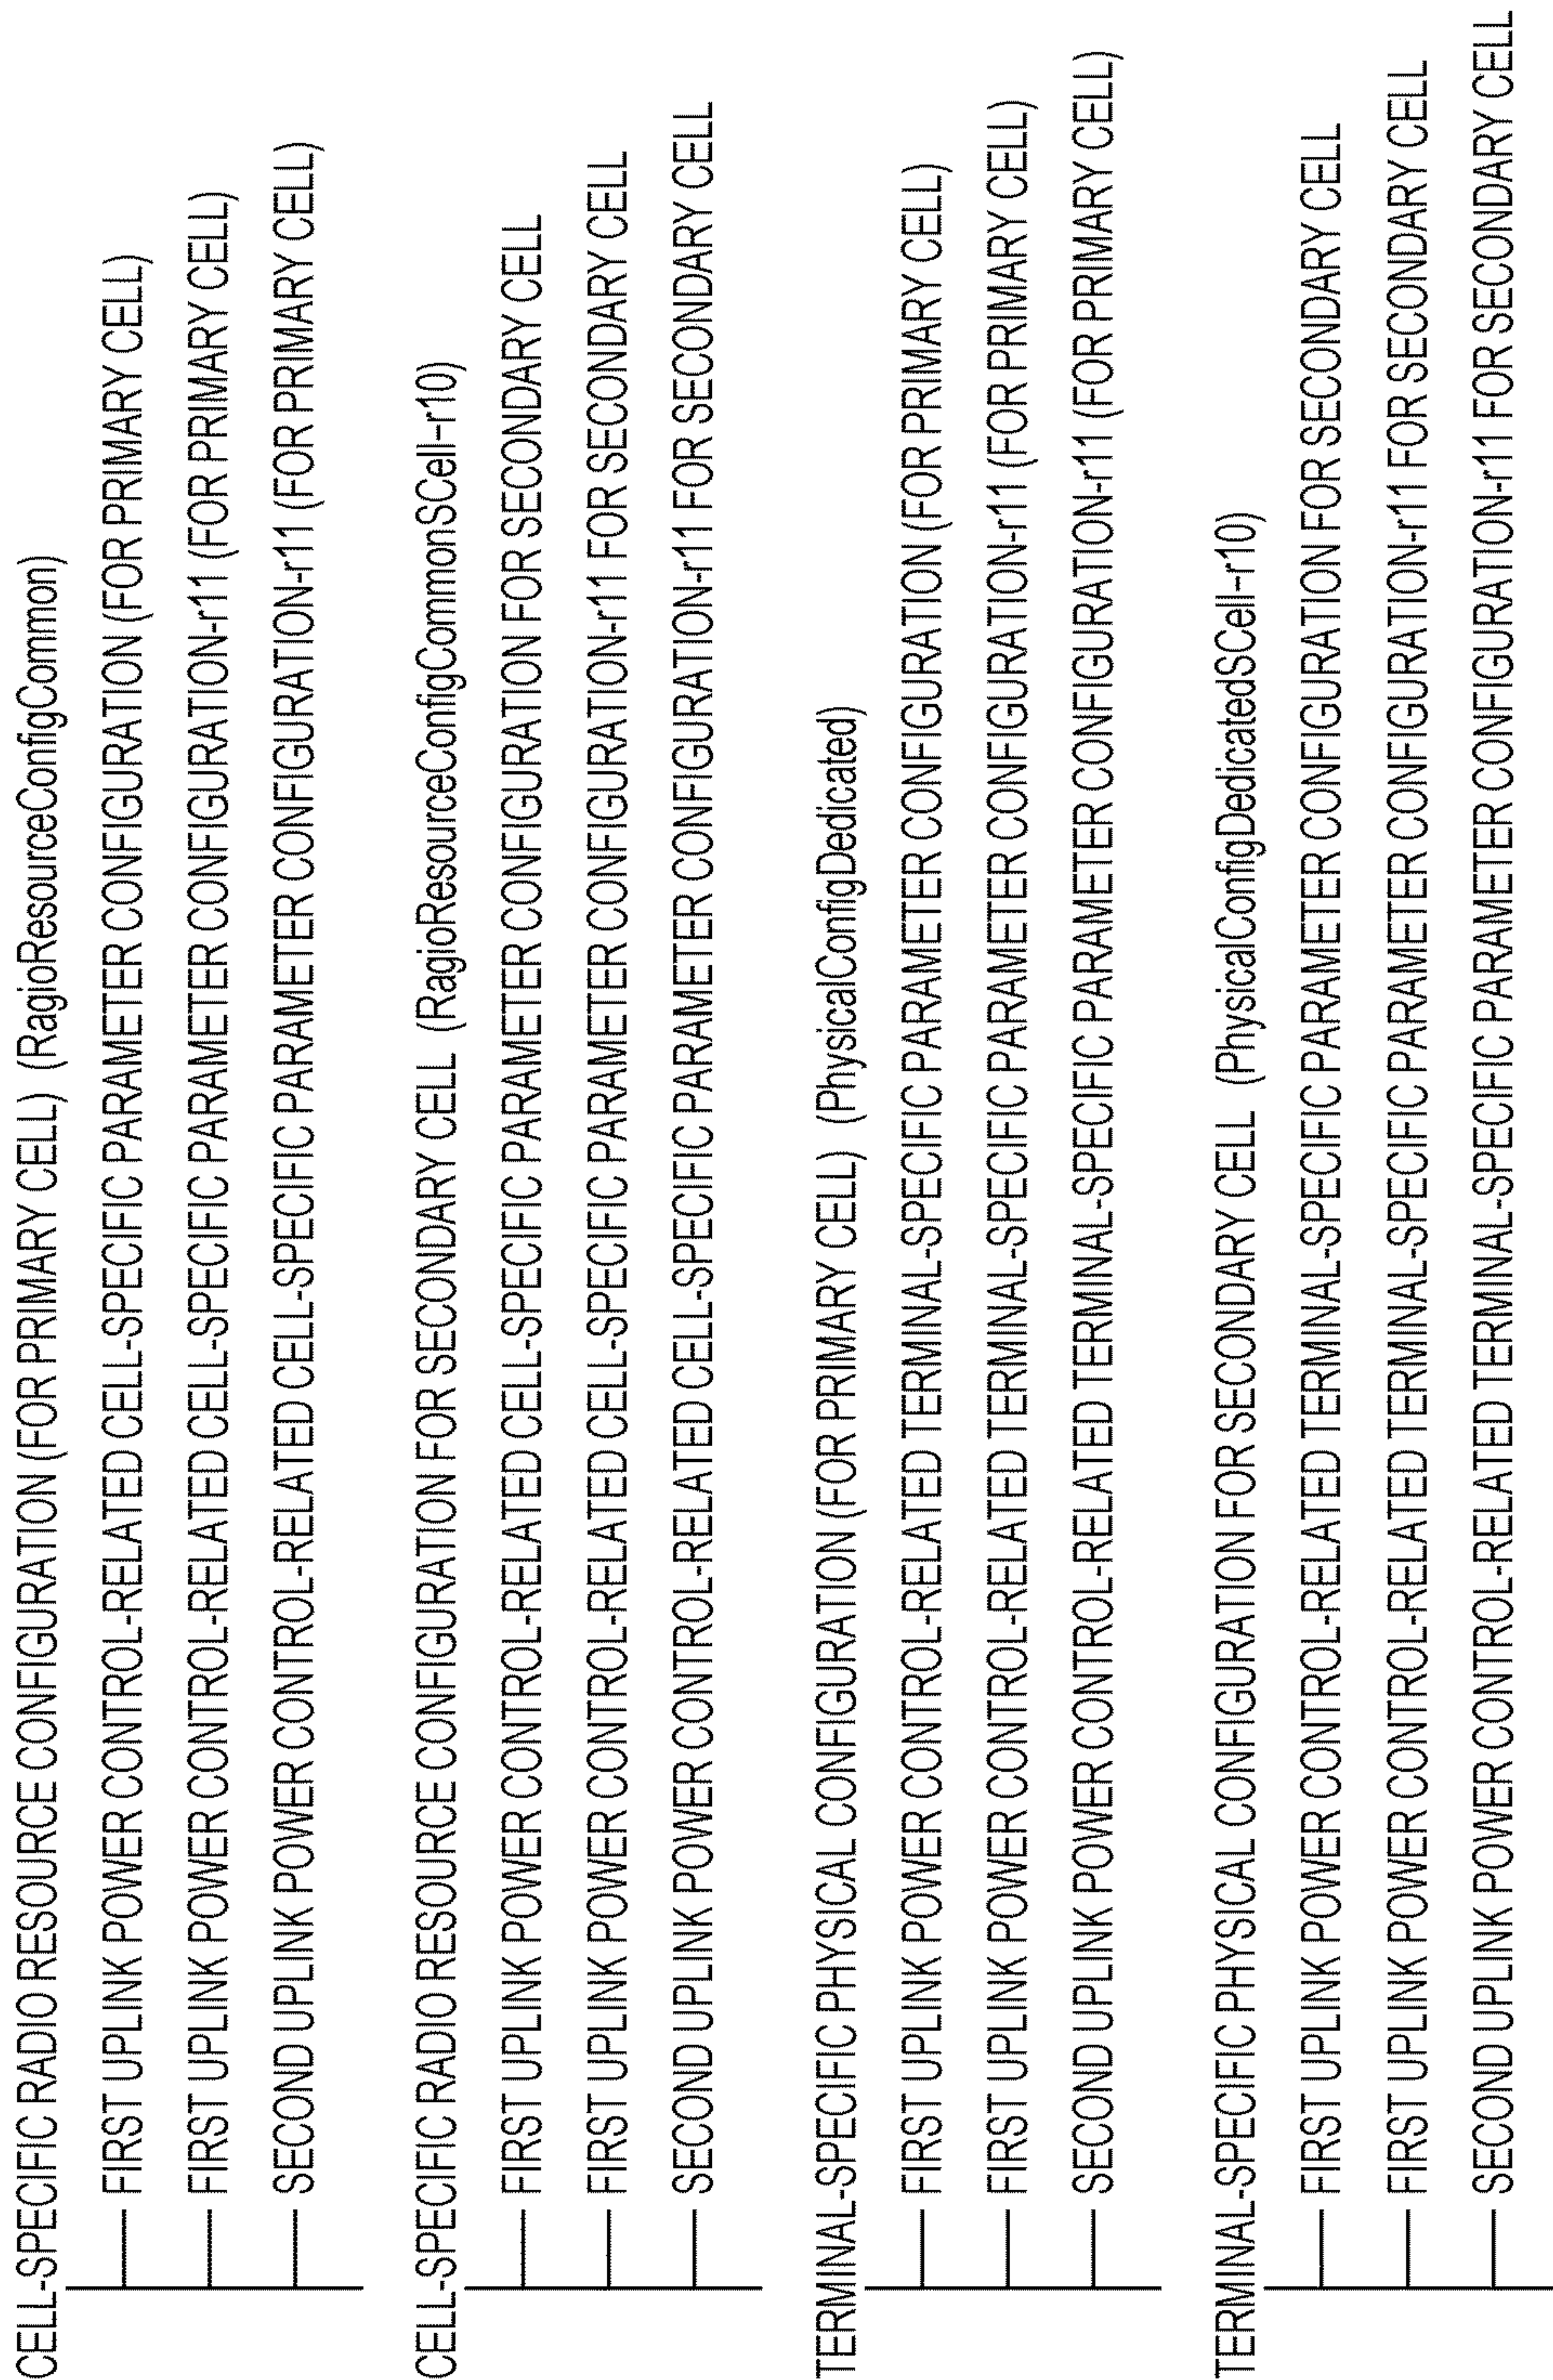 CELL-SPECIFIC RADIO RESOURCE CONFIGURATION (FOR PRIMARY CELL) (RagioResourceConfigCommon)
FIRST UPLINK POWER CONTROL-RELATED CELL-SPECIFIC PARAMETER CONFIGURATION (FOR PRIMARY CELL)
FIRST UPLINK POWER CONTROL-RELATED CELL-SPECIFIC PARAMETER CONFIGURATION-r11 (FOR PRIMARY CELL)
SECOND UPLINK POWER CONTROL-RELATED CELL-SPECIFIC PARAMETER CONFIGURATION-r11 (FOR PRIMARY CELL)
CELL-SPECIFIC RADIO RESOURCE CONFIGURATION FOR SECONDARY CELL (RagioResourceConfigCommonSCell-r10)
FIRST UPLINK POWER CONTROL-RELATED CELL-SPECIFIC PARAMETER CONFIGURATION FOR SECONDARY CELL
FIRST UPLINK POWER CONTROL-RELATED CELL-SPECIFIC PARAMETER CONFIGURATION-r11 FOR SECONDARY CELL
SECOND UPLINK POWER CONTROL-RELATED CELL-SPECIFIC PARAMETER CONFIGURATION-r11 FOR SECONDARY CELL
TERMINAL-SPECIFIC PHYSICAL CONFIGURATION (FOR PRIMARY CELL) (PhysicalConfigDedicated)
FIRST UPLINK POWER CONTROL-RELATED TERMINAL-SPECIFIC PARAMETER CONFIGURATION (FOR PRIMARY CELL)
FIRST UPLINK POWER CONTROL-RELATED TERMINAL-SPECIFIC PARAMETER CONFIGURATION-r11 (FOR PRIMARY CELL)
SECOND UPLINK POWER CONTROL-RELATED TERMINAL-SPECIFIC PARAMETER CONFIGURATION-r11 (FOR PRIMARY CELL)
TERMINAL-SPECIFIC PHYSICAL CONFIGURATION FOR SECONDARY CELL (PhysicalConfigDedicatedSCell-r10)
FIRST UPLINK POWER CONTROL-RELATED TERMINAL-SPECIFIC PARAMETER CONFIGURATION FOR SECONDARY CELL
FIRST UPLINK POWER CONTROL-RELATED TERMINAL-SPECIFIC PARAMETER CONFIGURATION-r11 FOR SECONDARY CELL
SECOND UPLINK POWER CONTROL-RELATED TERMINAL-SPECIFIC PARAMETER CONFIGURATION-r11 FOR SECONDARY CELL